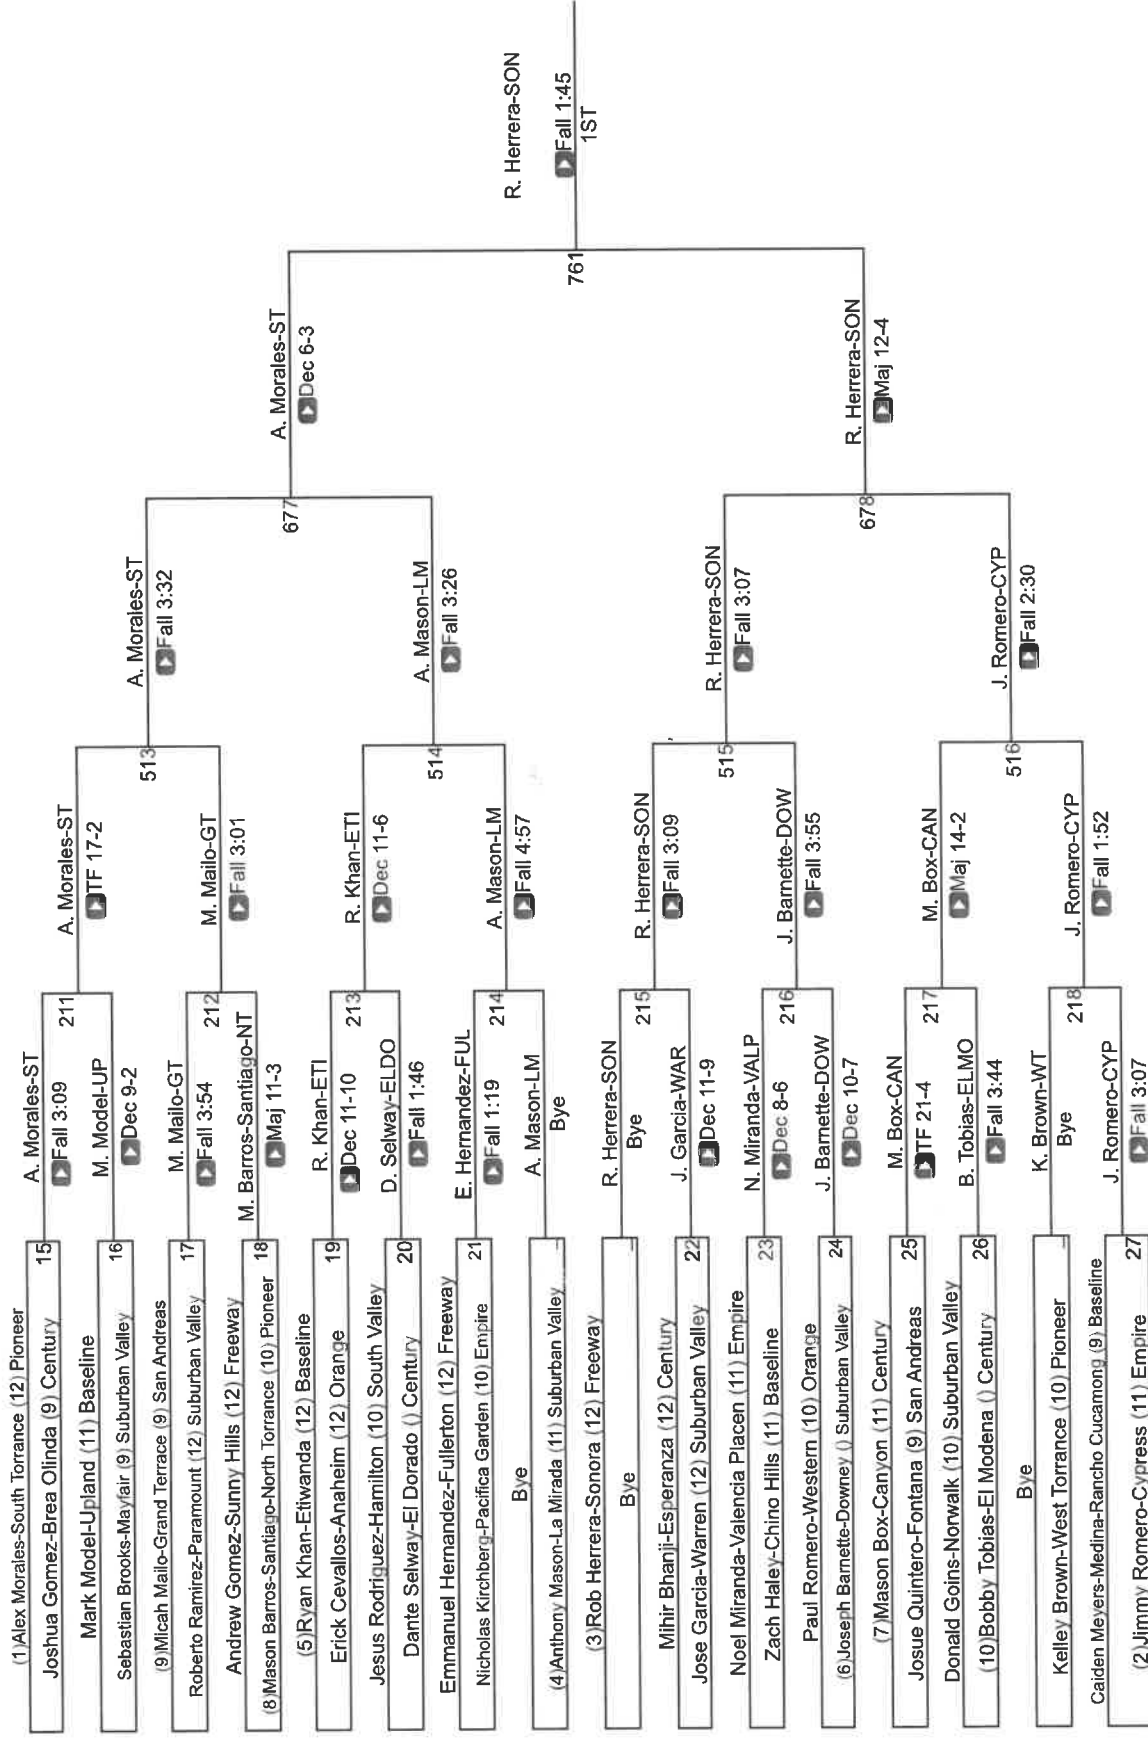 (1)Alex Morales-South Torrance (12) Pioneer
Joshua Gomez-Brea Olinda (9) Century
Mark Model-Upland (11) Baseline
Sebastian Brooks-Mayfair (9) Suburban Valley
(9)Micah Mailo-Grand Terrace (9) San Andreas
Roberto Ramirez-Paramount (12) Suburban Valley
Andrew Gomez-Sunny Hills (12) Freeway
(8)Mason Barros-Santiago-North Torrance (10) Pioneer
(5)Ryan Khan-Etiwanda (12) Baseline
Erick Cevallos-Anaheim (12) Orange
Jesus Rodriguez-Hamilton (10) South Valley
Dante Selway-El Dorado () Century
Emmanuel Hernandez-Fullerton (12) Freeway
Nicholas Kirchberg-Pacifica Garden (10) Empire
Bye
(4)Anthony Mason-La Mirada (11) Suburban Valley
(3)Rob Herrera-Sonora (12) Freeway
Bye
Mihir Bhanji-Esperanza (12) Century
Jose Garcia-Warren (12) Suburban Valley
Noel Miranda-Valencia Placen (11) Empire
Zach Haley-Chino Hills (11) Baseline
Paul Romero-Western (10) Orange
(6)Joseph Barnette-Downey () Suburban Valley
(7)Mason Box-Canyon (11) Century
Josue Quintero-Fontana (9) San Andreas
Donald Goins-Norwalk (10) Suburban Valley
(10)Bobby Tobias-El Modena () Century
Bye
Kelley Brown-West Torrance (10) Pioneer
Caiden Meyers-Medina-Rancho Cucamong (9) Baseline
(2)Jimmy Romero-Cypress (11) Empire
15
16
17
18
19
20
21
22
23
24
25
26
27
A. Morales-ST
Fall 3:09
M. Model-UP
Dec 9-2
M. Mailo-GT
Fall 3:54
M. Barros-Santiago-NT
Maj 11-3
R. Khan-ETI
Dec 11-10
D. Selway-ELDO
Fall 1:46
E. Hernandez-FUL
Fall 1:19
A. Mason-LM
Bye
R. Herrera-SON
Bye
J. Garcia-WAR
Dec 11-9
N. Miranda-VALP
Dec 8-6
J. Barnette-DOW
Dec 10-7
M. Box-CAN
TF 21-4
B. Tobias-ELMO
Fall 3:44
K. Brown-WT
Bye
J. Romero-CYP
Fall 3:07
211
212
213
214
215
216
217
218
A. Morales-ST
TF 17-2
M. Mailo-GT
Fall 3:01
R. Khan-ETI
Dec 11-6
A. Mason-LM
Fall 4:57
R. Herrera-SON
Fall 3:09
J. Barnette-DOW
Fall 3:55
M. Box-CAN
Maj 14-2
J. Romero-CYP
Fall 1:52
513
514
515
516
A. Morales-ST
Fall 3:32
A. Mason-LM
Fall 3:26
R. Herrera-SON
Fall 3:07
J. Romero-CYP
Fall 2:30
677
678
A. Morales-ST
Dec 6-3
R. Herrera-SON
Maj 12-4
761
R. Herrera-SON
Fall 1:45
1ST